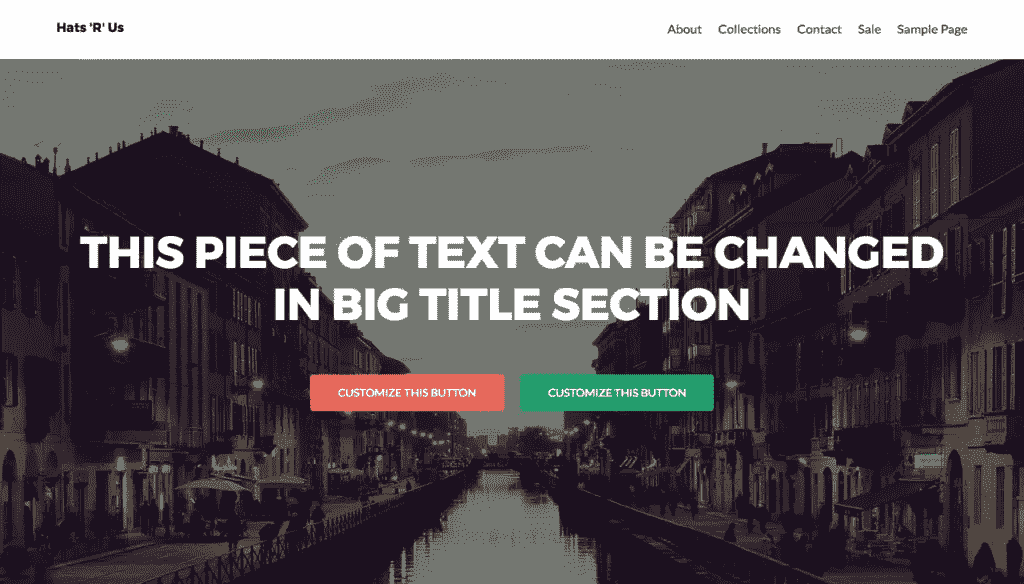 Hats 'R' Us
About Collections Contact Sale Sample Page
THIS PIECE OF TEXT CAN BE CHANGED
IN BIG TITLE SECTION
CUSTOMIZE THIS BUTTON
CUSTOMIZE THIS BUTTON